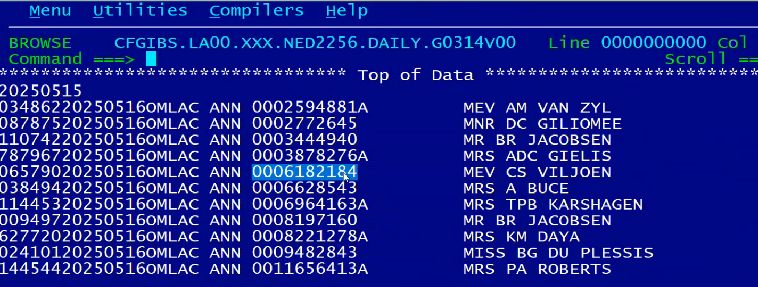 Menu Utilities Compilers Help
BROWSE CFGIBS.LA00.XXX.NED2256.DAILY.G0314V00 Line 0000000000 Col
Command ===> Scroll ==
******************************** Top of Data **************************
20250515
03486220250516OMLAC ANN 0002594881A MEV AM VAN ZYL
08787520250516OMLAC ANN 0002772645 MNR DC GILIOMEE
11074220250516OMLAC ANN 0003444940 MR BR JACOBSEN
78796720250516OMLAC ANN 0003878276A MRS ADC GIELIS
06579020250516OMLAC ANN 0006182184 MEV CS VILJOEN
03849420250516OMLAC ANN 0006628543 MRS A BUCE
11445320250516OMLAC ANN 0006964163A MRS TPB KARSHAGEN
00949720250516OMLAC ANN 0008197160 MR BR JACOBSEN
62772020250516OMLAC ANN 0008221278A MRS KM DAYA
02410120250516OMLAC ANN 0009482843 MISS BG DU PLESSIS
14454420250516OMLAC ANN 0011656413A MRS PA ROBERTS